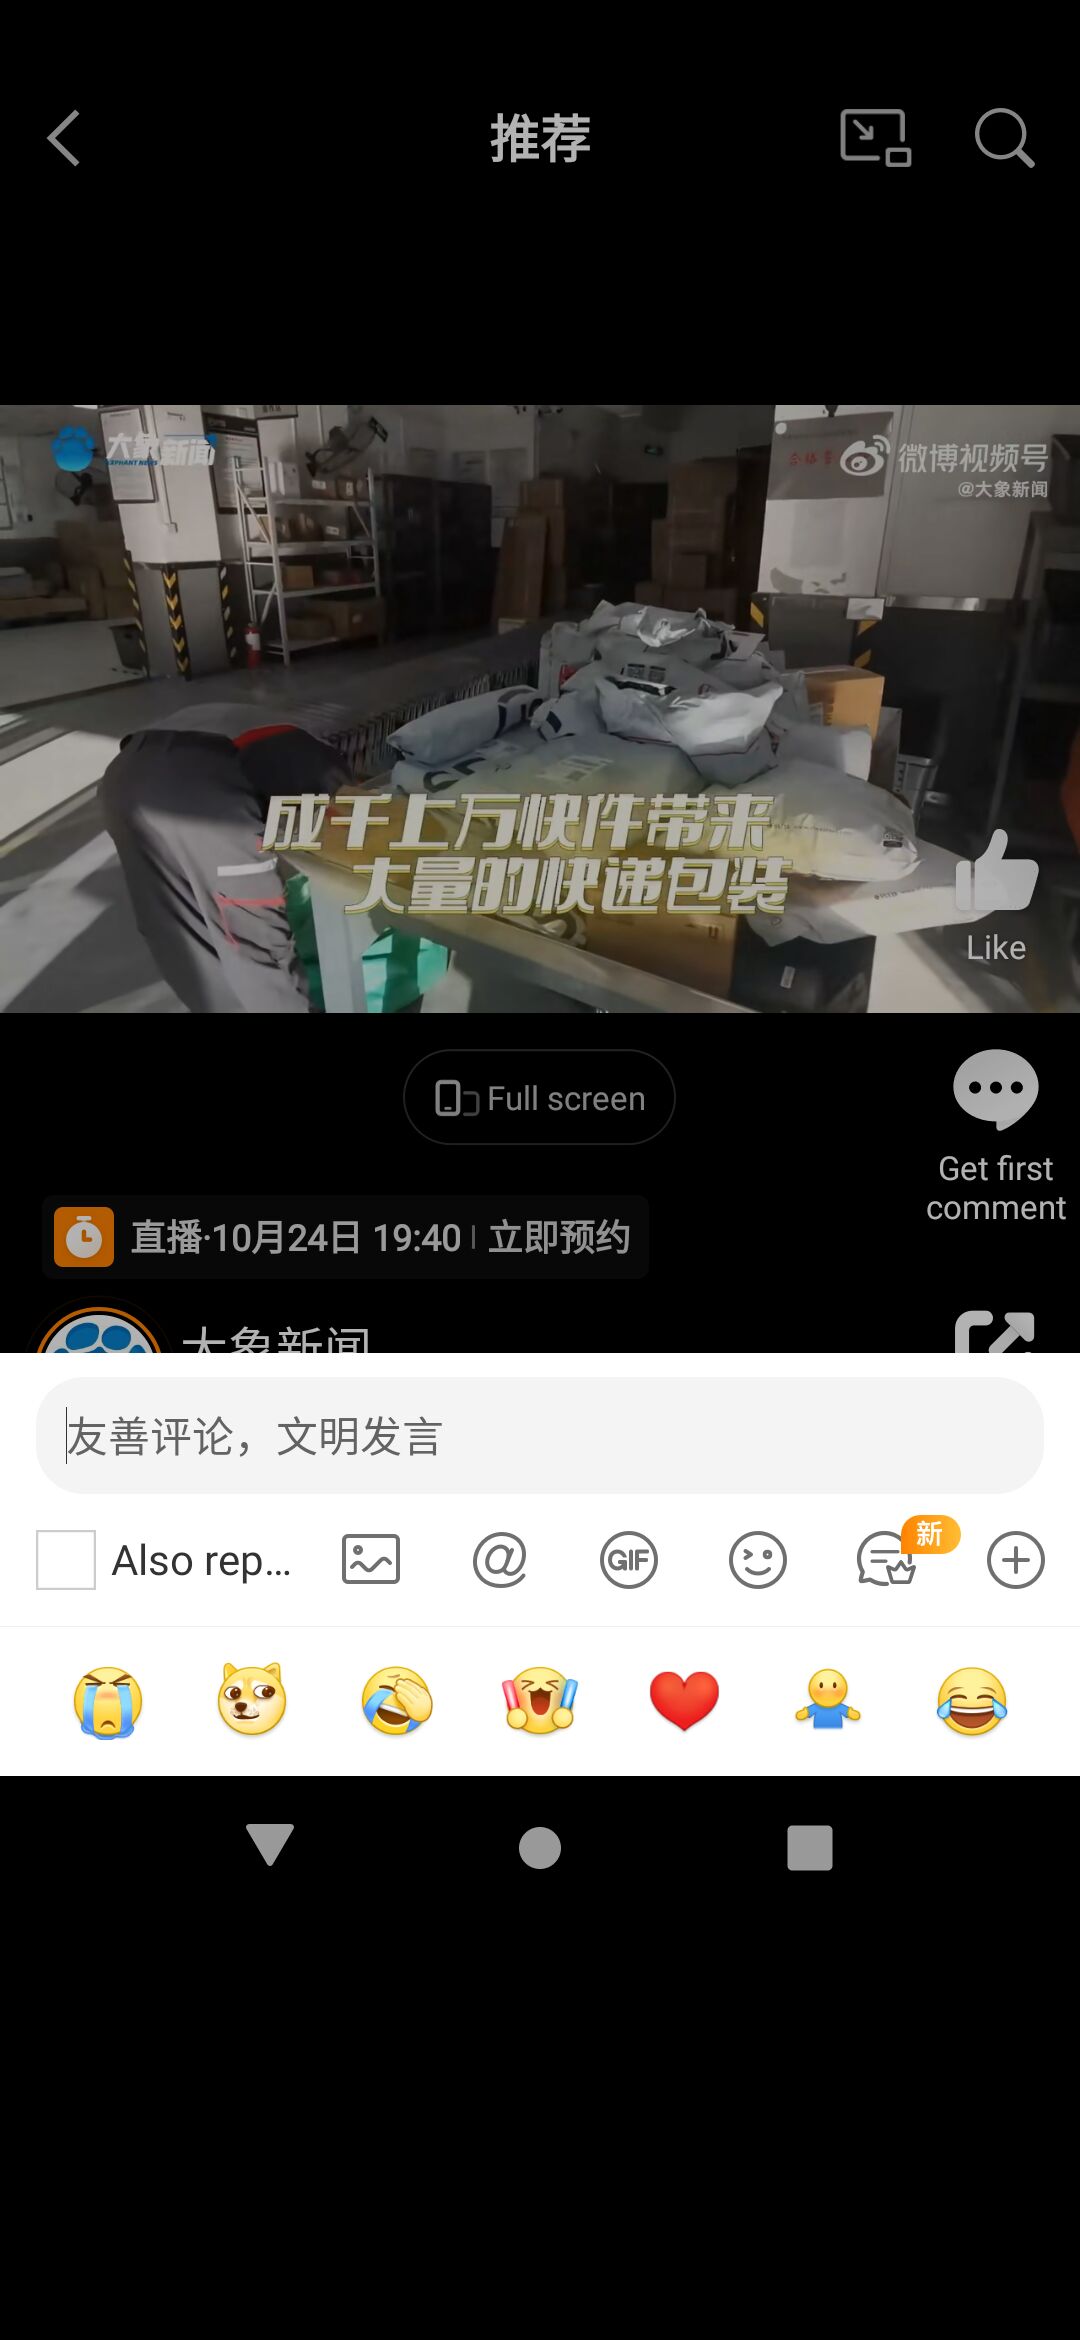 推荐
大象新闻
ELEPHANT NEWS
微博视频号
@大象新闻
成千上万快件带来
大量的快递包装
Like
Full screen
Get first
comment
直播·10月24日 19:40 | 立即预约
大象新闻
友善评论，文明发言
Also rep...
GIF
新